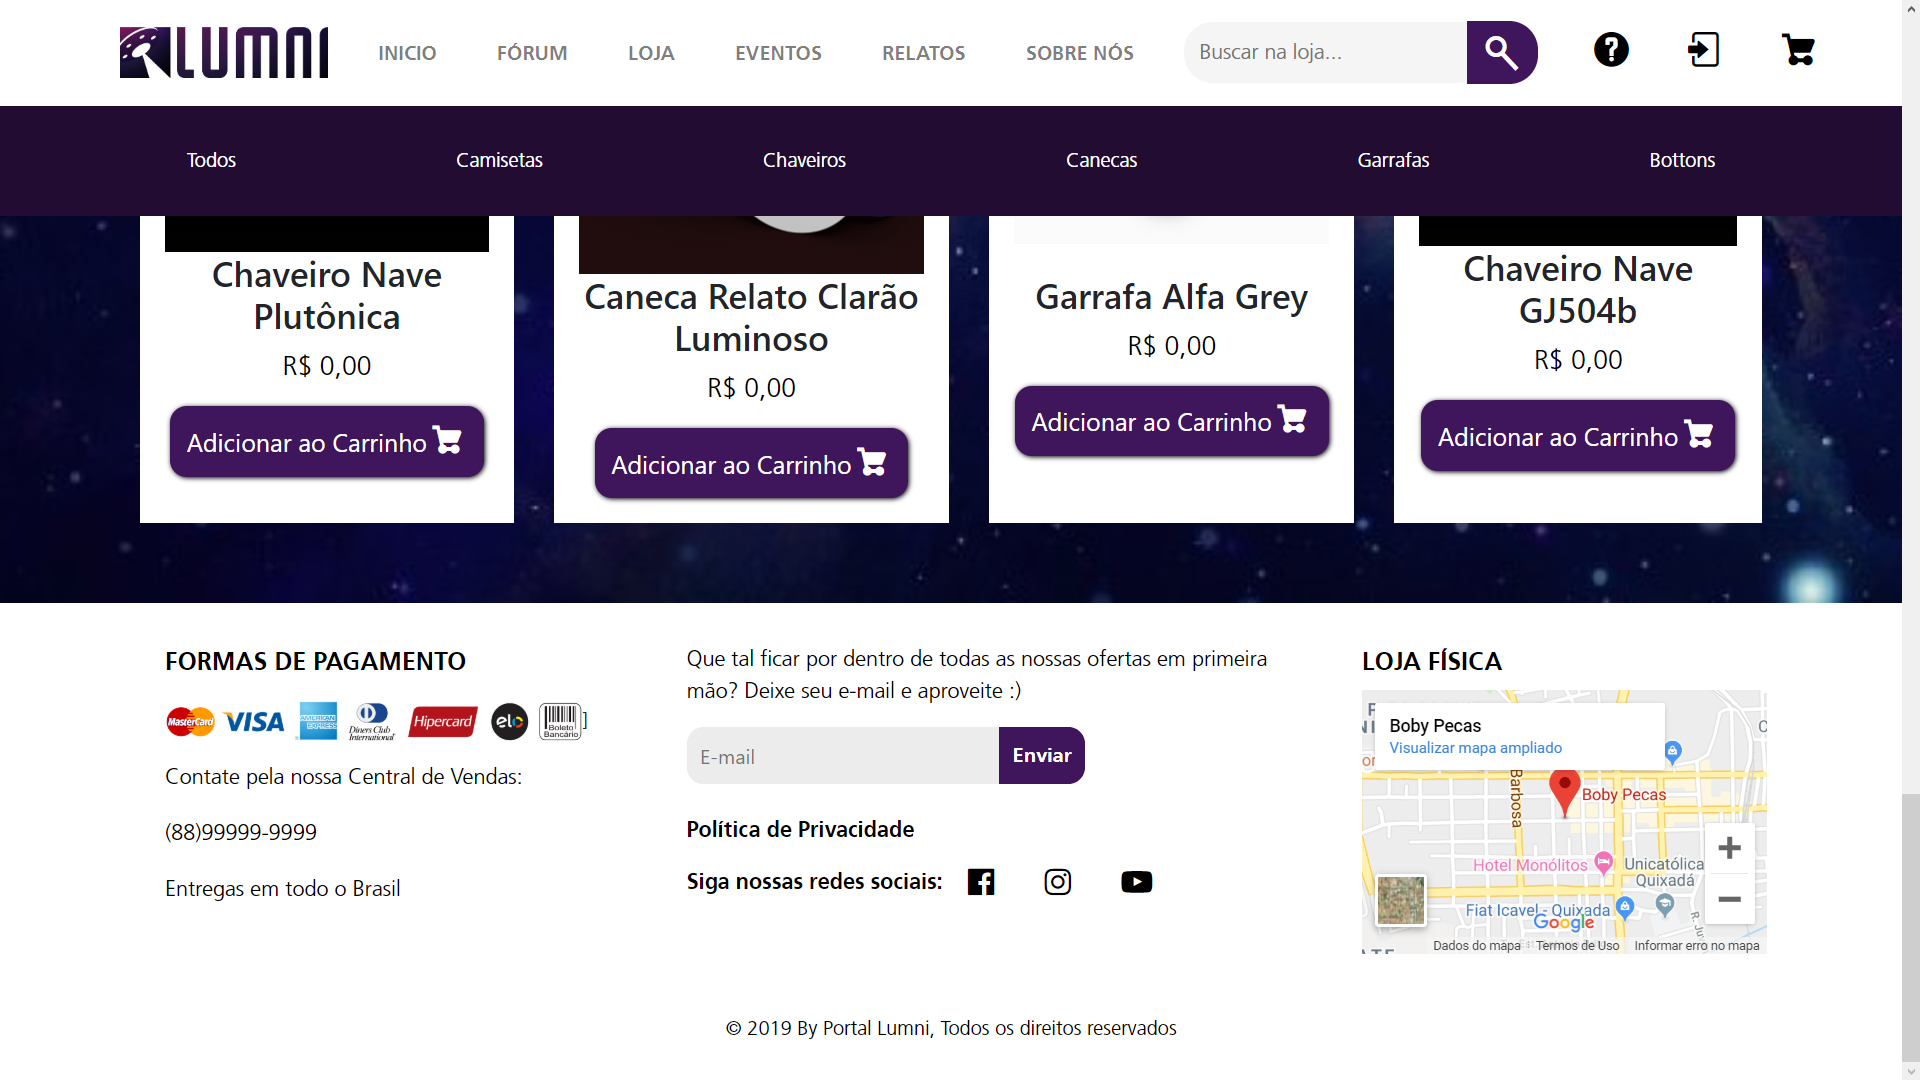 LUMNI
INICIO
FÓRUM
LOJA
EVENTOS
RELATOS
SOBRE NÓS
Buscar na loja...
Todos
Camisetas
Chaveiros
Canecas
Garrafas
Bottons
Chaveiro Nave
Plutônica
R$ 0,00
Adicionar ao Carrinho
Caneca Relato Clarão
Luminoso
R$ 0,00
Adicionar ao Carrinho
Garrafa Alfa Grey
R$ 0,00
Adicionar ao Carrinho
Chaveiro Nave
GJ504b
R$ 0,00
Adicionar ao Carrinho
FORMAS DE PAGAMENTO
MasterCard
VISA
AMERICAN
EXPRESS
Diners Club
International
Hipercard
elo
Boleto
Bancário
]
Contate pela nossa Central de Vendas:
(88)99999-9999
Entregas em todo o Brasil
Que tal ficar por dentro de todas as nossas ofertas em primeira
mão? Deixe seu e-mail e aproveite :)
E-mail
Enviar
Política de Privacidade
Siga nossas redes sociais:
LOJA FÍSICA
Boby Pecas
Visualizar mapa ampliado
Barbosa
Boby Pecas
Hotel Monólitos
Unicatólica
Quixadá
Fiat Icavel - Quixada
Google
Dados do mapa
Termos de Uso
Informar erro no mapa
© 2019 By Portal Lumni, Todos os direitos reservados